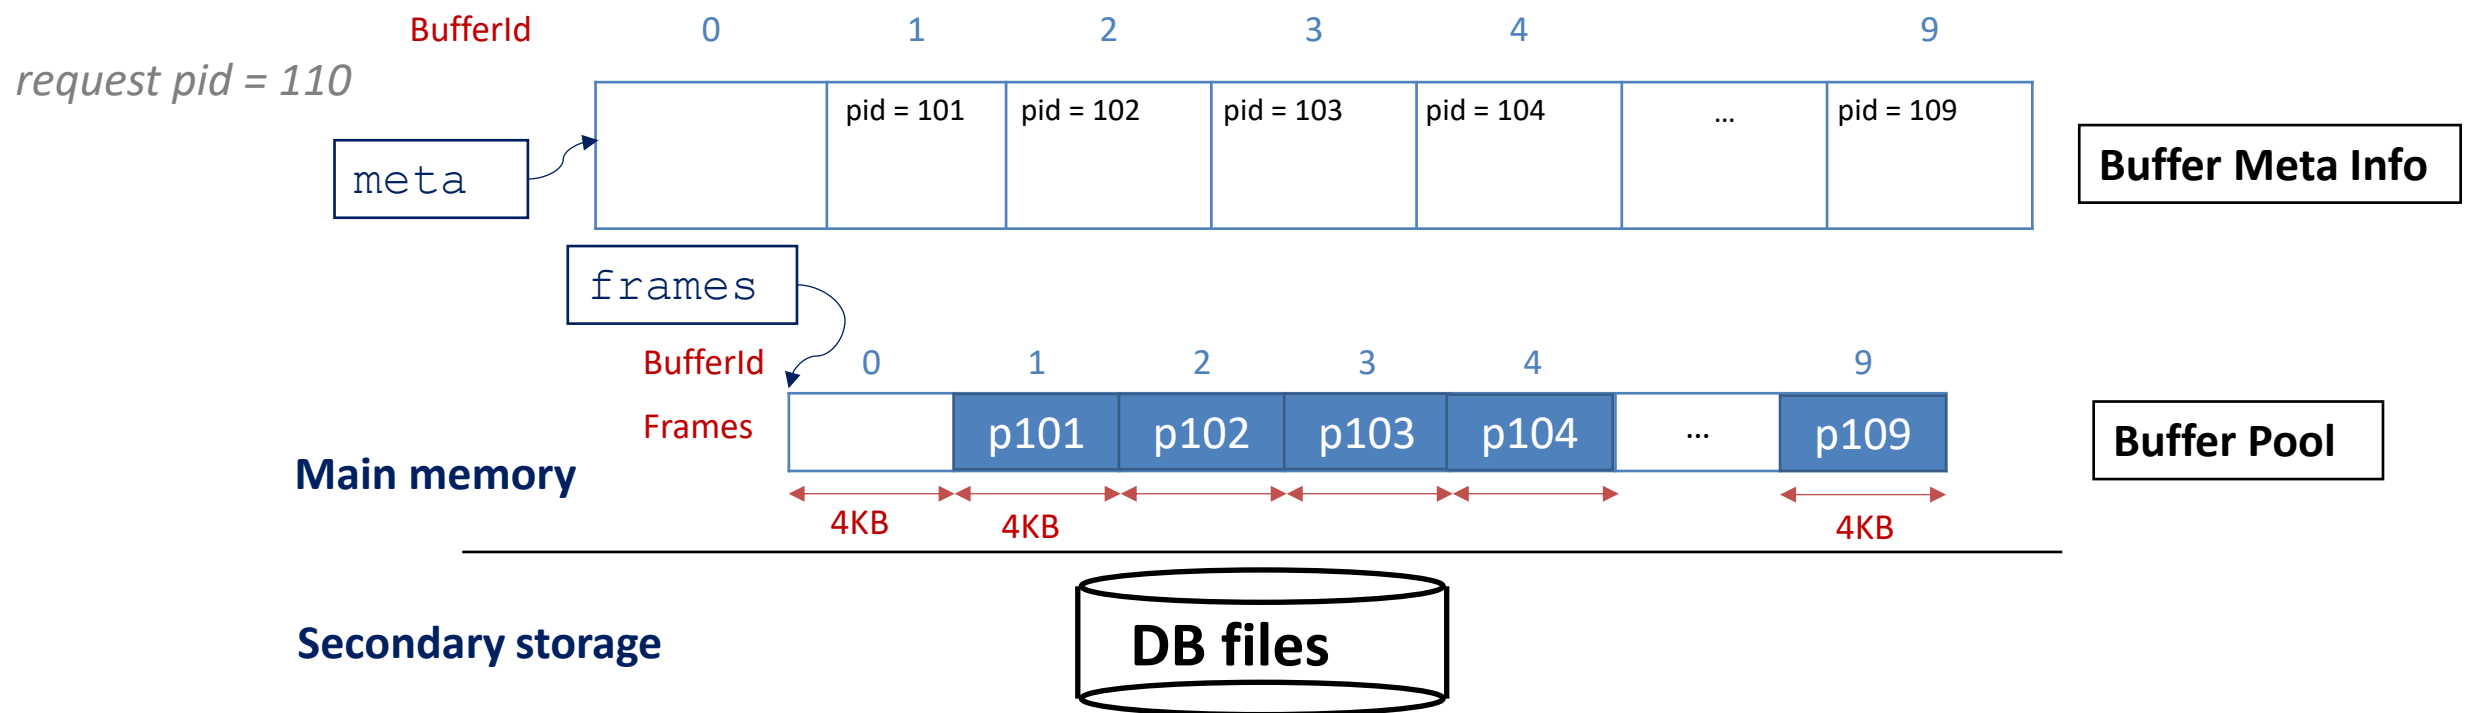 BufferId 0 1 2 3 4 9
request pid = 110
pid = 101 pid = 102 pid = 103 pid = 104 ... pid = 109
meta
Buffer Meta Info
frames
BufferId 0 1 2 3 4 9
Frames p101 p102 p103 p104 ... p109
Buffer Pool
Main memory
4KB 4KB 4KB
Secondary storage
DB files